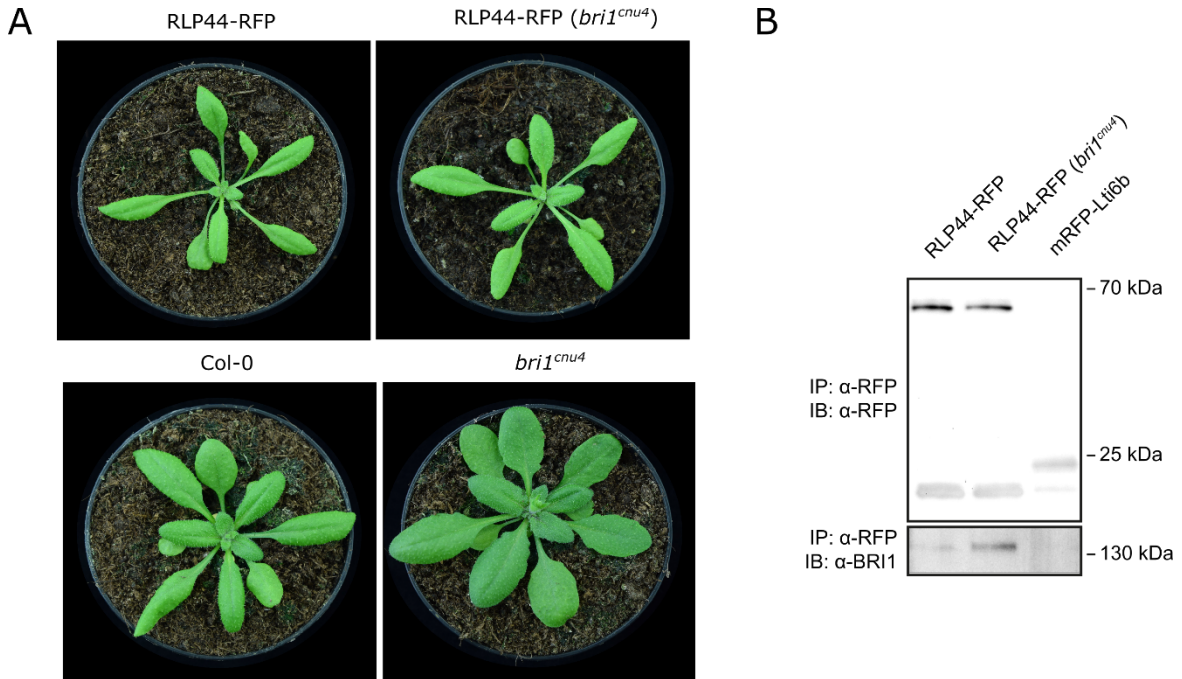 A
RLP44-RFP
RLP44-RFP (bri1cnu4)
Col-0
bri1cnu4
B
RLP44-RFP
RLP44-RFP (bri1cnu4)
mRFP-Lti6b
IP: α-RFP
IB: α-RFP
– 70 kDa
– 25 kDa
IP: α-RFP
IB: α-BRI1
– 130 kDa